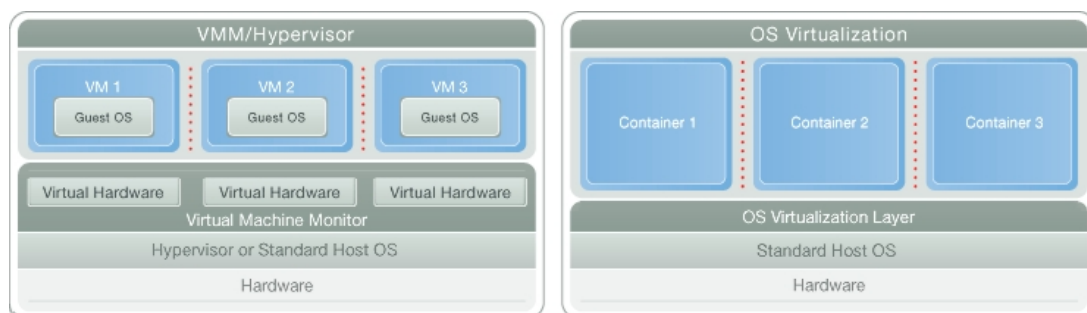 VMM/Hypervisor
VM 1
VM 2
VM 3
Guest OS
Guest OS
Guest OS
Virtual Hardware
Virtual Hardware
Virtual Hardware
Virtual Machine Monitor
Hypervisor or Standard Host OS
Hardware
OS Virtualization
Container 1
Container 2
Container 3
OS Virtualization Layer
Standard Host OS
Hardware